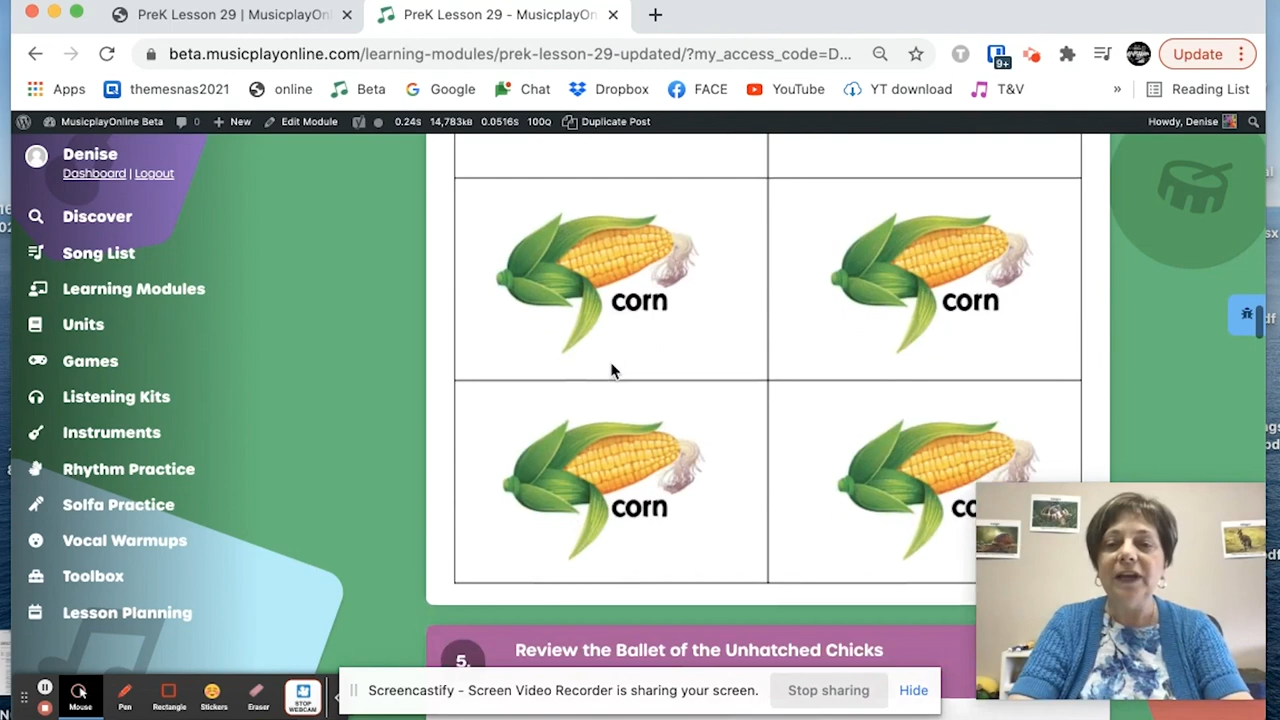 PreK Lesson 29 | MusicplayOnl
PreK Lesson 29 - MusicplayOn
beta.musicplayonline.com/learning-modules/prek-lesson-29-updated/?my_access_code=D...
T
9+
Update
Apps
themesnas2021
online
Beta
Google
Chat
Dropbox
FACE
YouTube
YT download
T&V
»
Reading List
MusicplayOnline Beta
0
New
Edit Module
0.24s 14,783kB 0.0516s 100Q
Duplicate Post
Howdy, Denise
Denise
Dashboard | Logout
Discover
Song List
Learning Modules
Units
Games
Listening Kits
Instruments
Rhythm Practice
Solfa Practice
Vocal Warmups
Toolbox
Lesson Planning
corn
corn
corn
co
5.
Review the Ballet of the Unhatched Chicks
Screencastify - Screen Video Recorder is sharing your screen.
Stop sharing
Hide
Mouse
Pen
Rectangle
Stickers
Eraser
STOP
WEBCAM